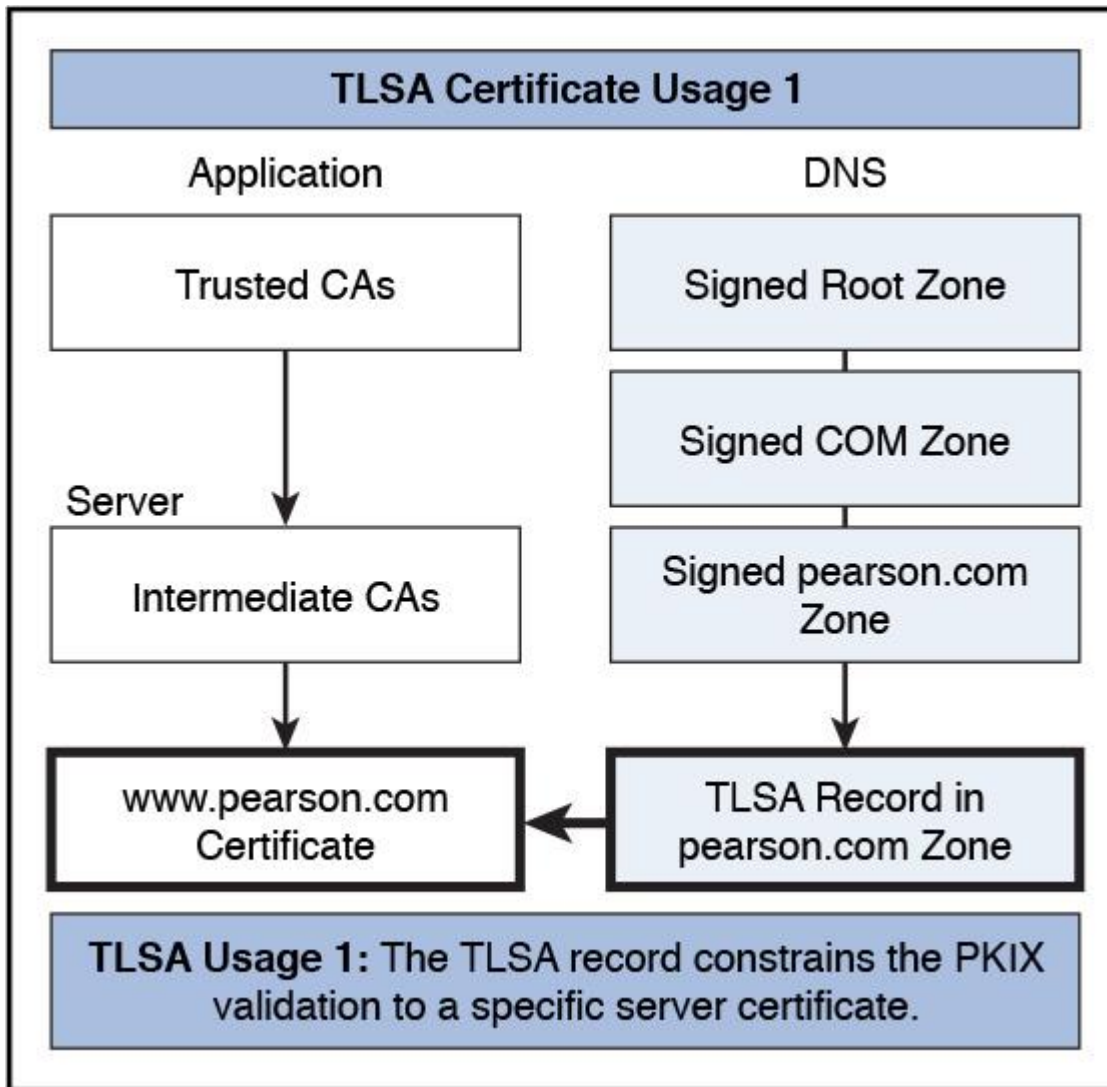 TLSA Certificate Usage 1
Application
DNS
Trusted CAs
Signed Root Zone
Signed COM Zone
Server
Intermediate CAs
Signed pearson.com
Zone
www.pearson.com
Certificate
TLSA Record in
pearson.com Zone
TLSA Usage 1: The TLSA record constrains the PKIX
validation to a specific server certificate.